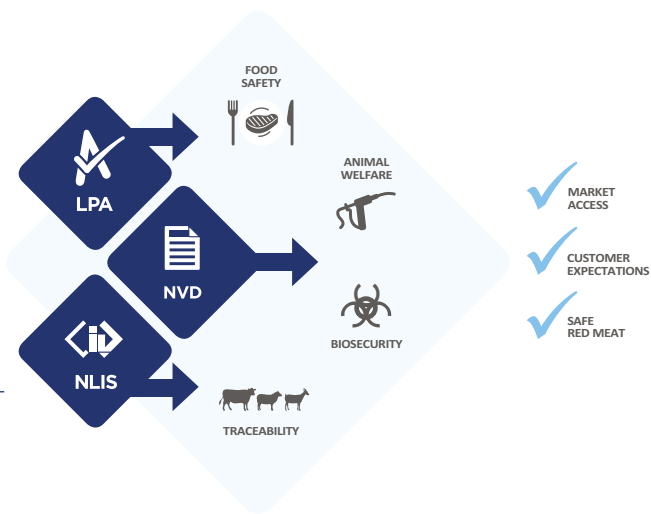 FOOD
SAFETY
LPA
ANIMAL
WELFARE
MARKET
ACCESS
NVD
CUSTOMER
EXPECTATIONS
BIOSECURITY
SAFE
RED MEAT
NLIS
TRACEABILITY